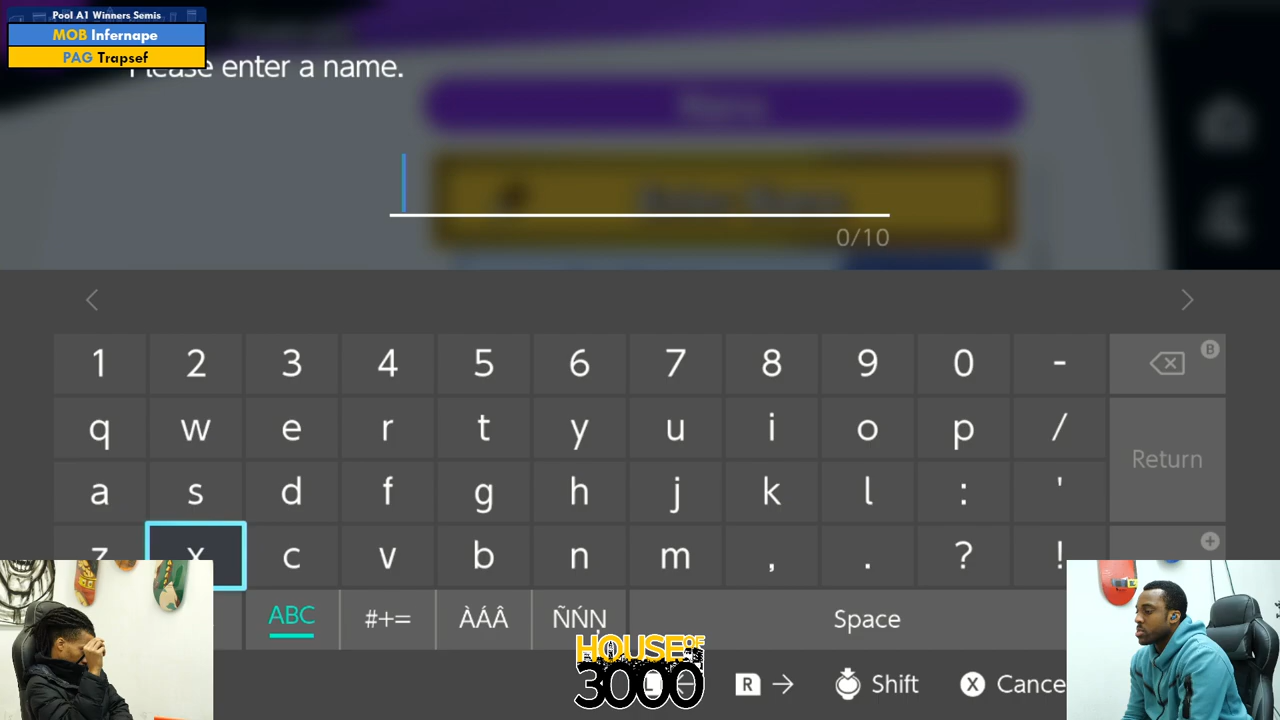 Pool A1 Winners Semis
MOB Infernape
PAG Trapsef
Please enter a name.
0/10
1 2 3 4 5 6 7 8 9 0 -
B
q w e r t y u i o p /
Return
a s d f g h j k l : '
z x c v b n m , . ? !
+
ABC #+= ÀÁÂ ÑŃŅ Space
HOUSE OF
3000
L R → Shift X Cance